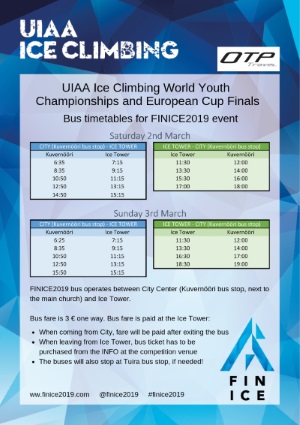 UIAA
ICE CLIMBING
OTP
UIAA Ice Climbing World Youth
Championships and European Cup Finals
Bus timetables for FINICE2019 event
Saturday 2nd March
CITY (Kuvernööri bus stop) - ICE TOWER
Kuvernööri Ice Tower
6:35 7:15
8:35 9:15
10:50 11:15
12:50 13:15
14:50 15:15
ICE TOWER - CITY (Kuvernööri bus stop)
Ice Tower Kuvernööri
11:30 12:00
13:30 14:00
15:30 16:00
17:00 18:00
Sunday 3rd March
CITY (Kuvernööri bus stop) - ICE TOWER
Kuvernööri Ice Tower
6:25 7:15
8:35 9:15
10:50 11:15
12:50 13:15
15:50 15:15
ICE TOWER - CITY (Kuvernööri bus stop)
Ice Tower Kuvernööri
11:30 12:00
13:30 14:00
16:30 17:00
18:30 19:00
FINICE2019 bus operates between City Center (Kuvernööri bus stop, next to
the main church) and Ice Tower.
Bus fare is 3 € one way. Bus fare is paid at the Ice Tower:
• When coming from City, fare will be paid after exiting the bus
• When leaving from Ice Tower, bus ticket has to be
purchased from the INFO at the competition venue
• The buses will also stop at Tuira bus stop, if needed!
ww.finice2019.com @finice2019 #finice2019
FIN
ICE